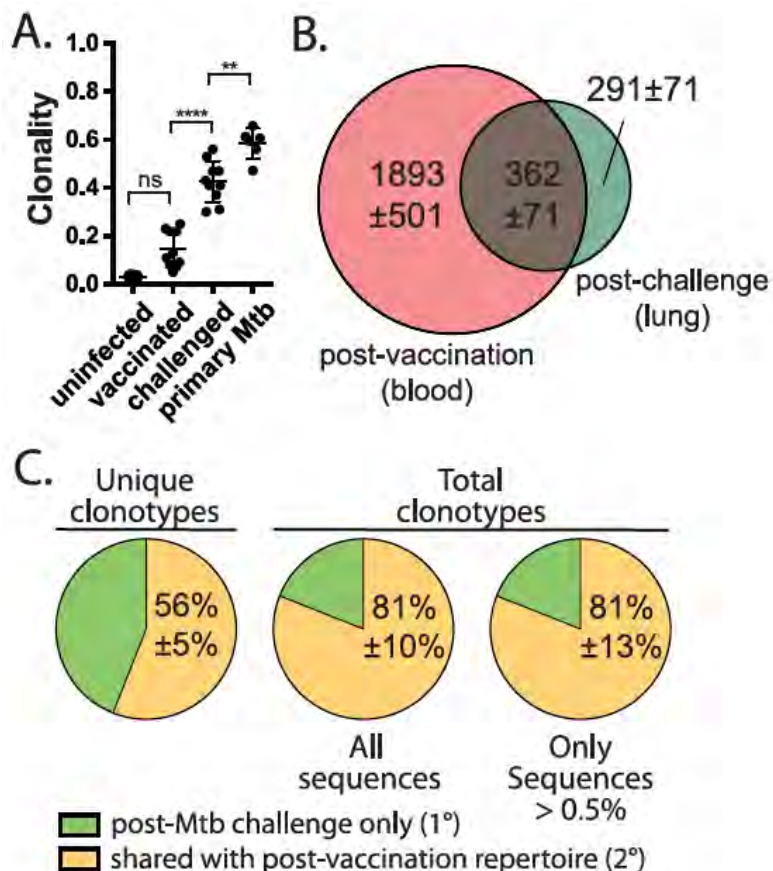 A.
1.0
0.8
0.6
0.4
0.2
0.0
Clonality
ns
****
**
uninfected
vaccinated
challenged
primary Mtb
B.
291±71
1893
±501
362
±71
post-challenge
(lung)
post-vaccination
(blood)
C.
Unique
clonotypes
Total
clonotypes
56%
±5%
81%
±10%
81%
±13%
All
sequences
Only
Sequences
> 0.5%
post-Mtb challenge only (1°)
shared with post-vaccination repertoire (2°)